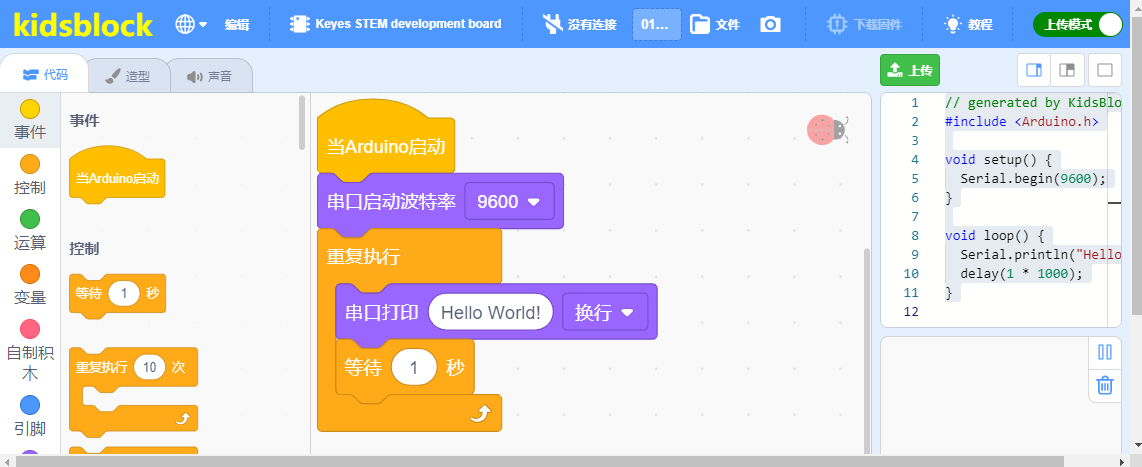 kidsblock
编辑
Keyes STEM development board
没有连接
01...
文件
下载固件
教程
上传模式
代码
造型
声音
上传
事件
控制
运算
变量
自制积
木
引脚
事件
当Arduino启动
控制
等待 1 秒
重复执行 10 次
当Arduino启动
串口启动波特率 9600
重复执行
串口打印 Hello World! 换行
等待 1 秒
1 // generated by KidsBlo
2 #include <Arduino.h>
3
4 void setup() {
5 Serial.begin(9600);
6 }
7
8 void loop() {
9 Serial.println("Hello
10 delay(1 * 1000);
11 }
12